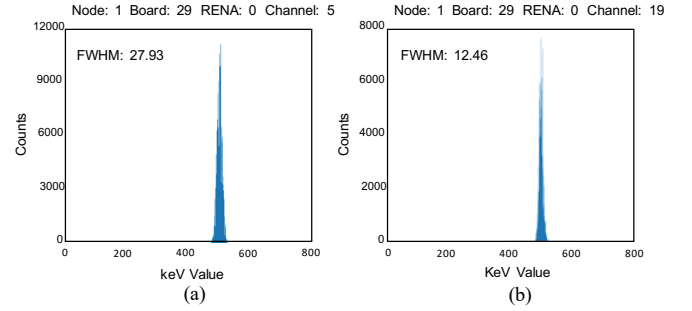 Node: 1 Board: 29 RENA: 0 Channel: 5
FWHM: 27.93
12000
9000
6000
3000
0
Counts
0 200 400 600 800
keV Value
(a)
Node: 1 Board: 29 RENA: 0 Channel: 19
FWHM: 12.46
8000
6000
4000
2000
0
Counts
0 200 400 600 800
KeV Value
(b)